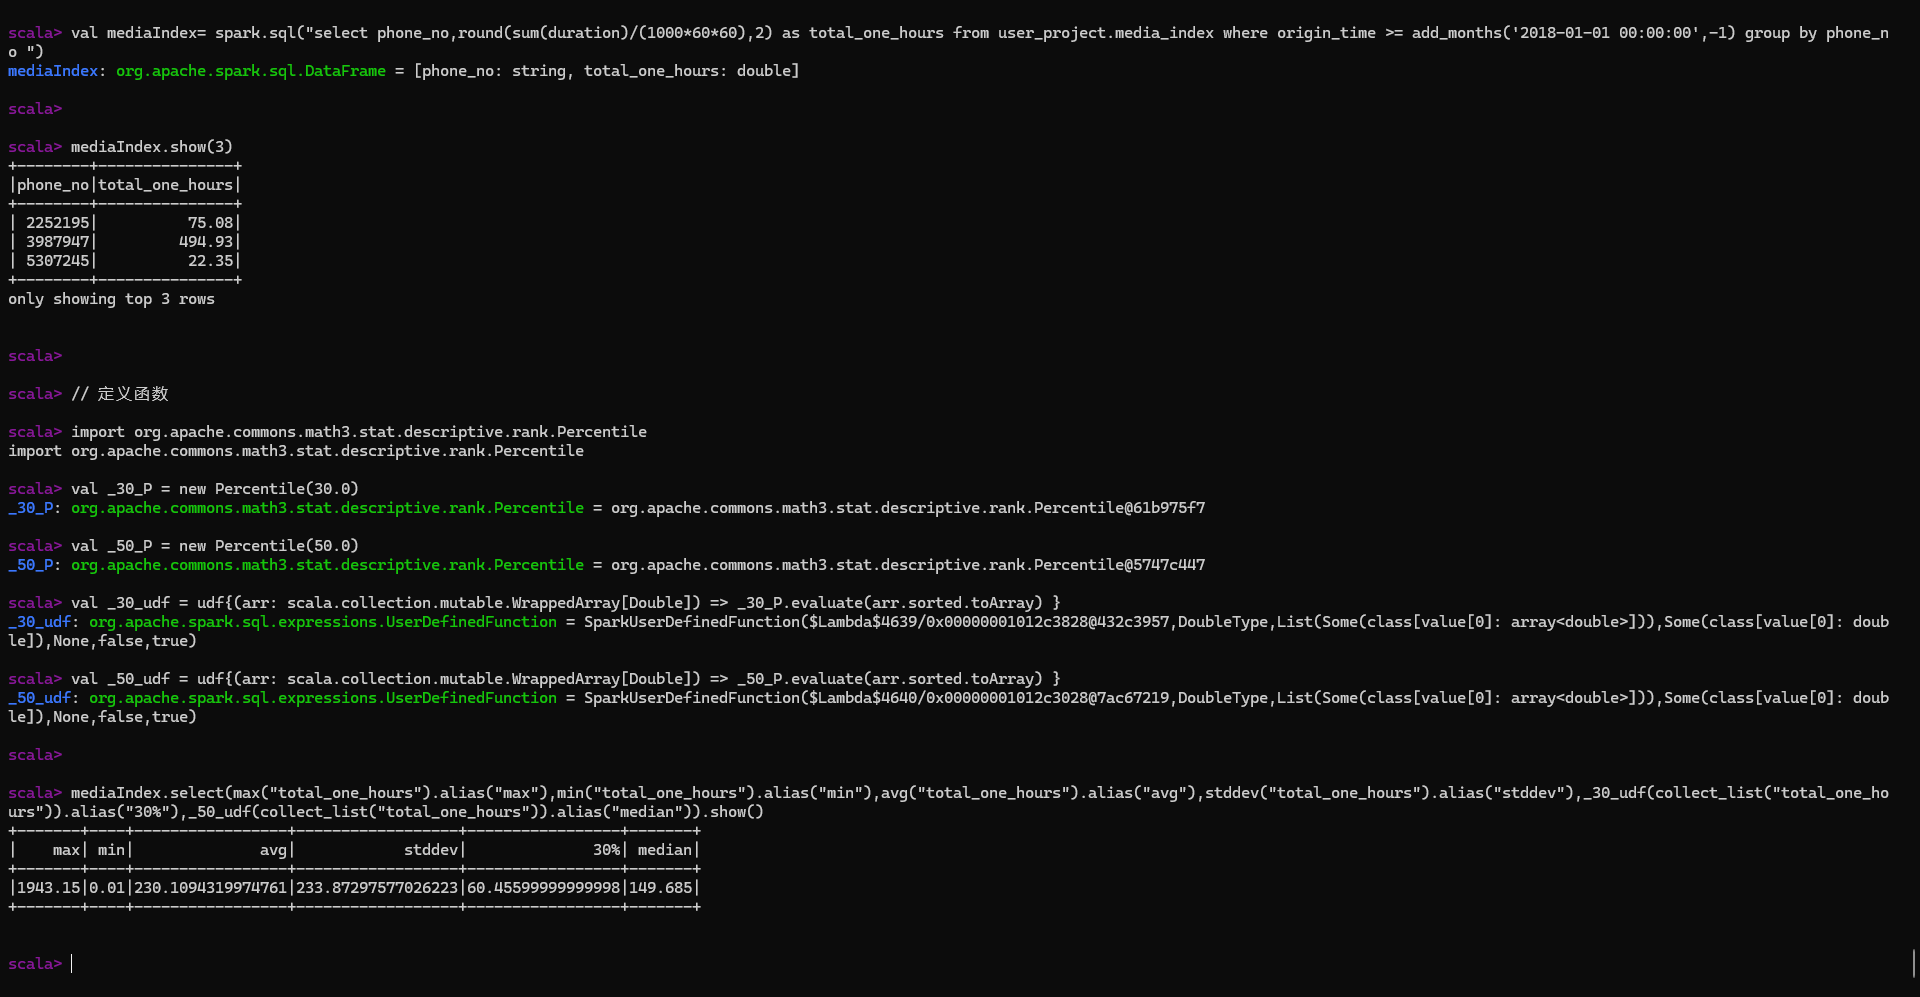 scala> val mediaIndex= spark.sql("select phone_no,round(sum(duration)/(1000*60*60),2) as total_one_hours from user_project.media_index where origin_time >= add_months('2018-01-01 00:00:00',-1) group by phone_n
o ")
mediaIndex: org.apache.spark.sql.DataFrame = [phone_no: string, total_one_hours: double]
scala>
scala> mediaIndex.show(3)
+--------+---------------+
|phone_no|total_one_hours|
+--------+---------------+
| 2252195|          75.08|
| 3987947|         494.93|
| 5307245|          22.35|
+--------+---------------+
only showing top 3 rows
scala>
scala> // 定义函数
scala> import org.apache.commons.math3.stat.descriptive.rank.Percentile
import org.apache.commons.math3.stat.descriptive.rank.Percentile
scala> val _30_P = new Percentile(30.0)
_30_P: org.apache.commons.math3.stat.descriptive.rank.Percentile = org.apache.commons.math3.stat.descriptive.rank.Percentile@61b975f7
scala> val _50_P = new Percentile(50.0)
_50_P: org.apache.commons.math3.stat.descriptive.rank.Percentile = org.apache.commons.math3.stat.descriptive.rank.Percentile@5747c447
scala> val _30_udf = udf{(arr: scala.collection.mutable.WrappedArray[Double]) => _30_P.evaluate(arr.sorted.toArray) }
_30_udf: org.apache.spark.sql.expressions.UserDefinedFunction = SparkUserDefinedFunction($Lambda$4639/0x00000001012c3828@432c3957,DoubleType,List(Some(class[value[0]: array<double>])),Some(class[value[0]: doub
le]),None,false,true)
scala> val _50_udf = udf{(arr: scala.collection.mutable.WrappedArray[Double]) => _50_P.evaluate(arr.sorted.toArray) }
_50_udf: org.apache.spark.sql.expressions.UserDefinedFunction = SparkUserDefinedFunction($Lambda$4640/0x00000001012c3028@7ac67219,DoubleType,List(Some(class[value[0]: array<double>])),Some(class[value[0]: doub
le]),None,false,true)
scala>
scala> mediaIndex.select(max("total_one_hours").alias("max"),min("total_one_hours").alias("min"),avg("total_one_hours").alias("avg"),stddev("total_one_hours").alias("stddev"),_30_udf(collect_list("total_one_ho
urs")).alias("30%"),_50_udf(collect_list("total_one_hours")).alias("median")).show()
+-------+----+-----------------+------------------+-----------------+-------+
|    max| min|              avg|            stddev|              30%| median|
+-------+----+-----------------+------------------+-----------------+-------+
|1943.15|0.01|230.1094319974761|233.87297577026223|60.45599999999998|149.685|
+-------+----+-----------------+------------------+-----------------+-------+
scala>